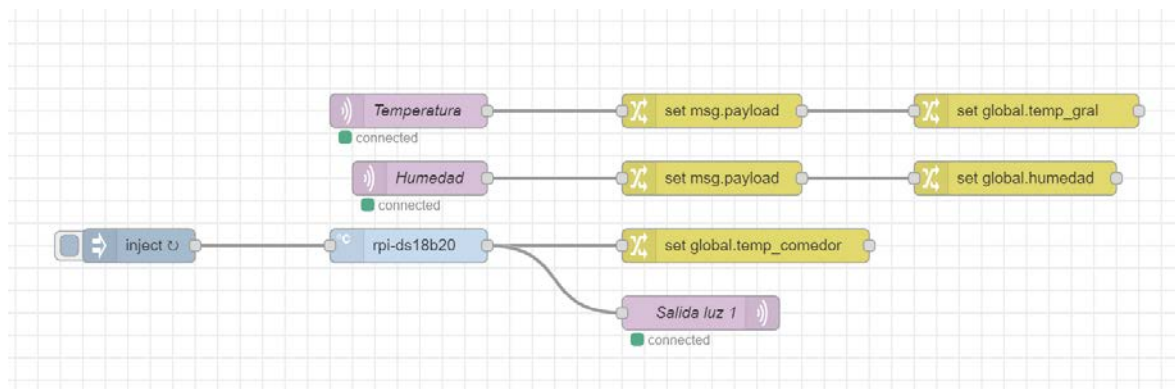 Temperatura
set msg.payload
set global.temp_gral
connected
Humedad
set msg.payload
set global.humedad
connected
inject ↻
°C
rpi-ds18b20
set global.temp_comedor
Salida luz 1
connected